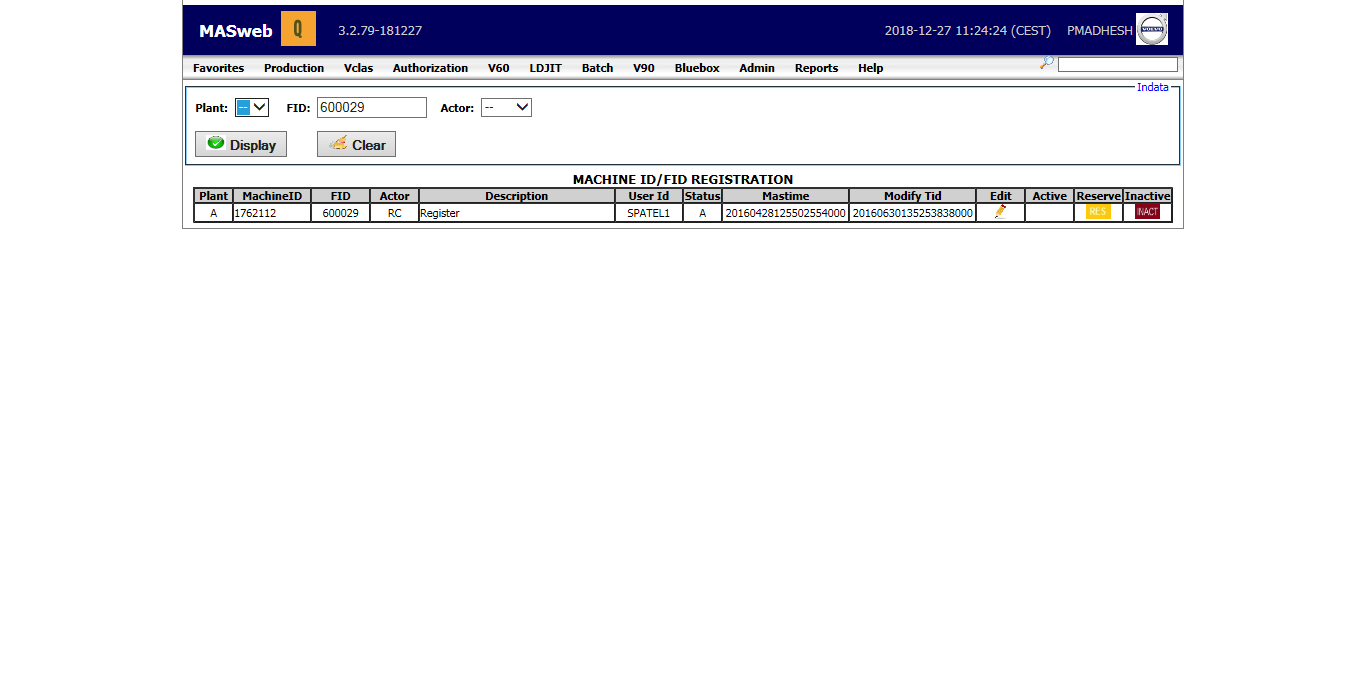 MASweb Q 3.2.79-181227 2018-12-27 11:24:24 (CEST) PMADHESH VOLVO
Favorites Production Vclas Authorization V60 LDJIT Batch V90 Bluebox Admin Reports Help
Indata
Plant: -- FID: 600029 Actor: --
Display Clear
MACHINE ID/FID REGISTRATION
Plant MachineID FID Actor Description User Id Status Mastime Modify Tid Edit Active Reserve Inactive
A 1762112 600029 RC Register SPATEL1 A 20160428125502554000 20160630135253838000 RES INACT